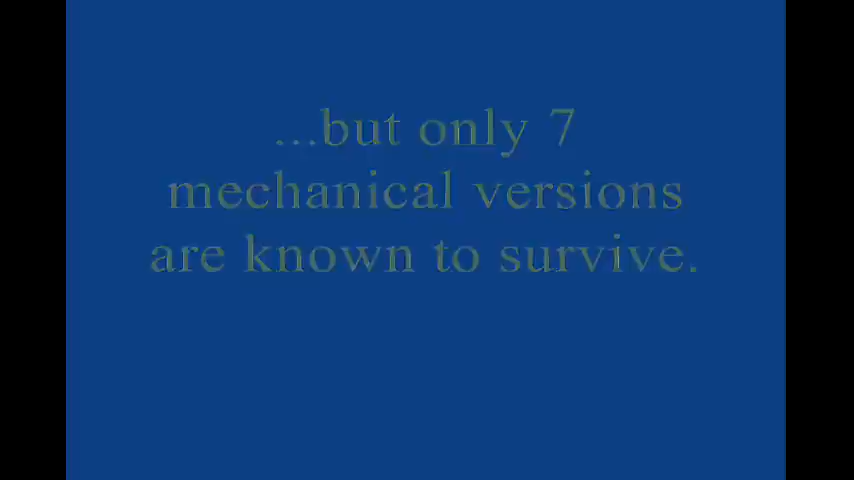 ...but only 7
mechanical versions
are known to survive.